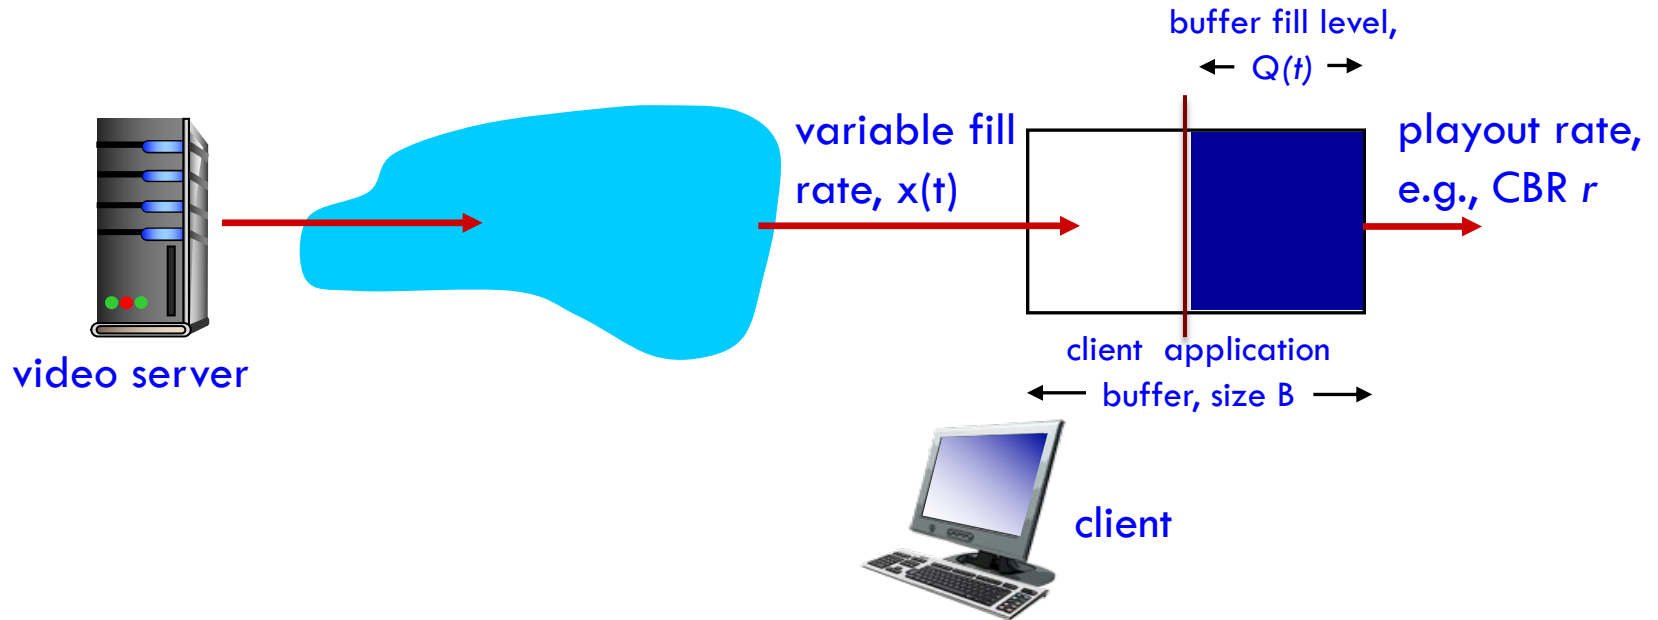 buffer fill level,
Q(t)
variable fill
rate, x(t)
playout rate,
e.g., CBR r
video server
client application
buffer, size B
client